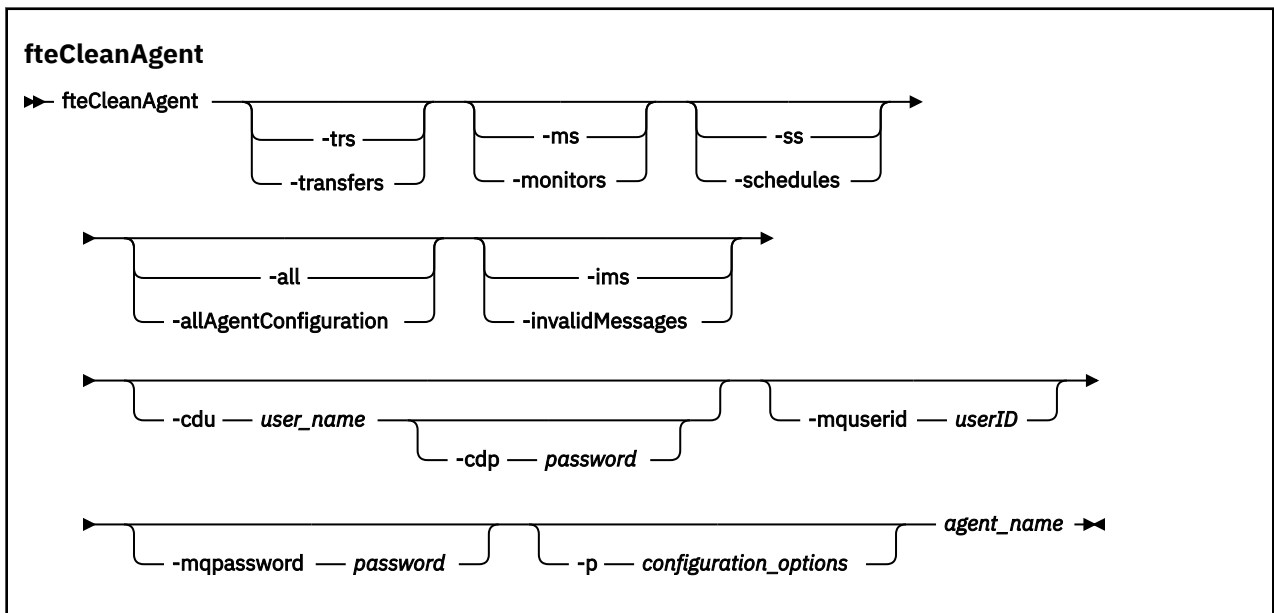 fteCleanAgent
fteCleanAgent
-trs -ms -ss
-transfers -monitors -schedules
-all -ims
-allAgentConfiguration -invalidMessages
-cdu user_name -mquserid userID
-cdp password
agent_name
-mqpassword password -p configuration_options